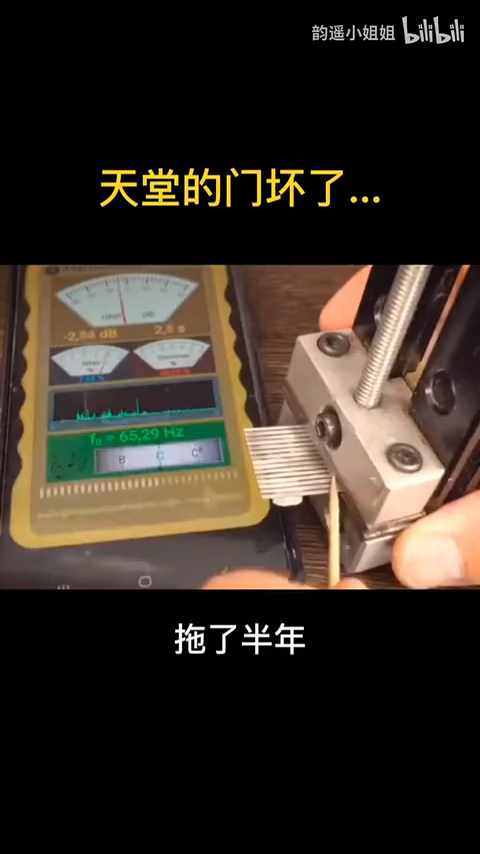 韵遥小姐姐 bilibili
天堂的门坏了...
-2,84 dB 2,5 s
f₀ = 65,29 Hz
B C C#
拖了半年